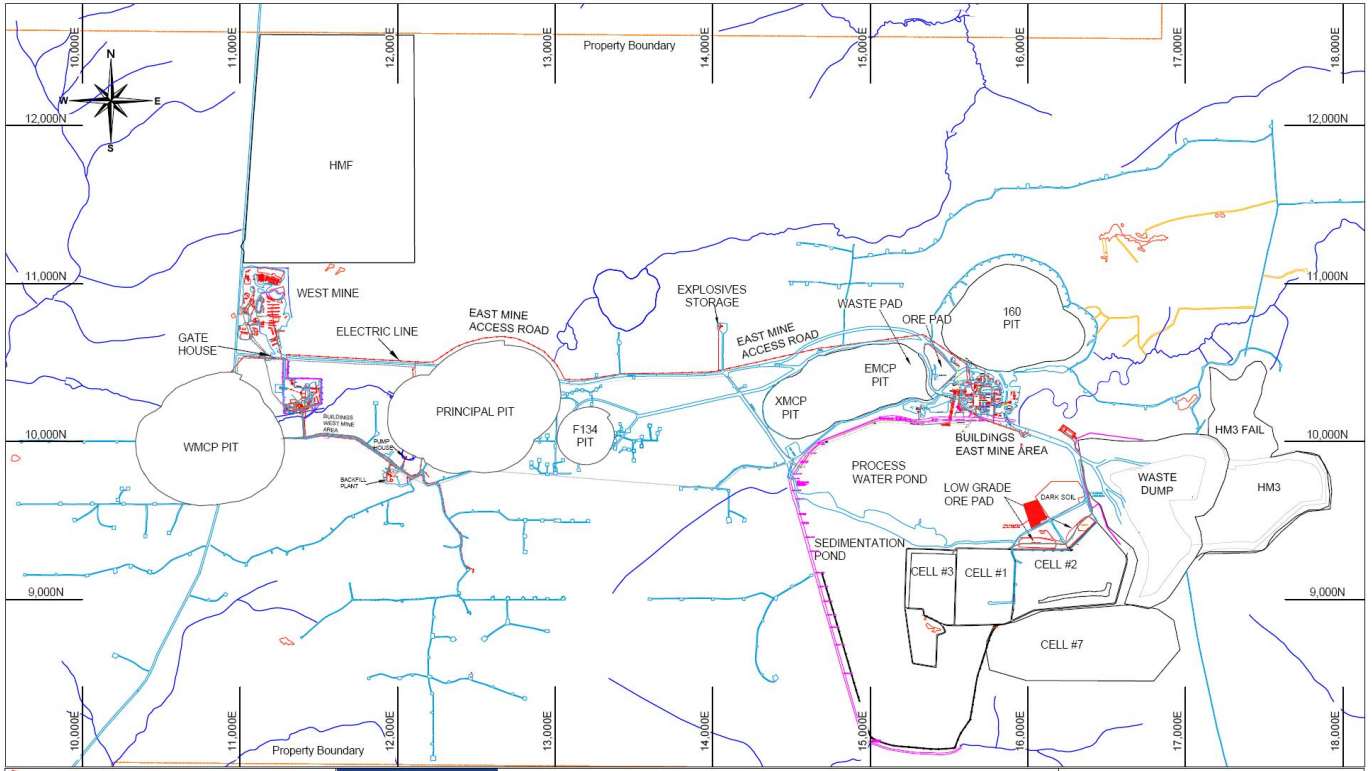 10,000E
11,000E
12,000E
13,000E
14,000E
15,000E
16,000E
17,000E
18,000E
Property Boundary
N
W
E
S
12,000N
12,000N
HMF
11,000N
11,000N
WEST MINE
EXPLOSIVES
STORAGE
WASTE PAD
ORE PAD
160
PIT
GATE
HOUSE
ELECTRIC LINE
EAST MINE
ACCESS ROAD
EAST MINE
ACCESS ROAD
EMCP
PIT
XMCP
PIT
PRINCIPAL PIT
F134
PIT
WMCP PIT
BUILDINGS
WEST MINE
AREA
10,000N
10,000N
PUMP
HOUSE
BACKFILL
PLANT
BUILDINGS
EAST MINE AREA
HM3 FAIL
PROCESS
WATER POND
LOW GRADE
ORE PAD
DARK SOIL
WASTE
DUMP
HM3
SEDIMENTATION
POND
CELL #3
CELL #1
CELL #2
9,000N
9,000N
CELL #7
10,000E
11,000E
12,000E
13,000E
14,000E
15,000E
16,000E
17,000E
18,000E
Property Boundary